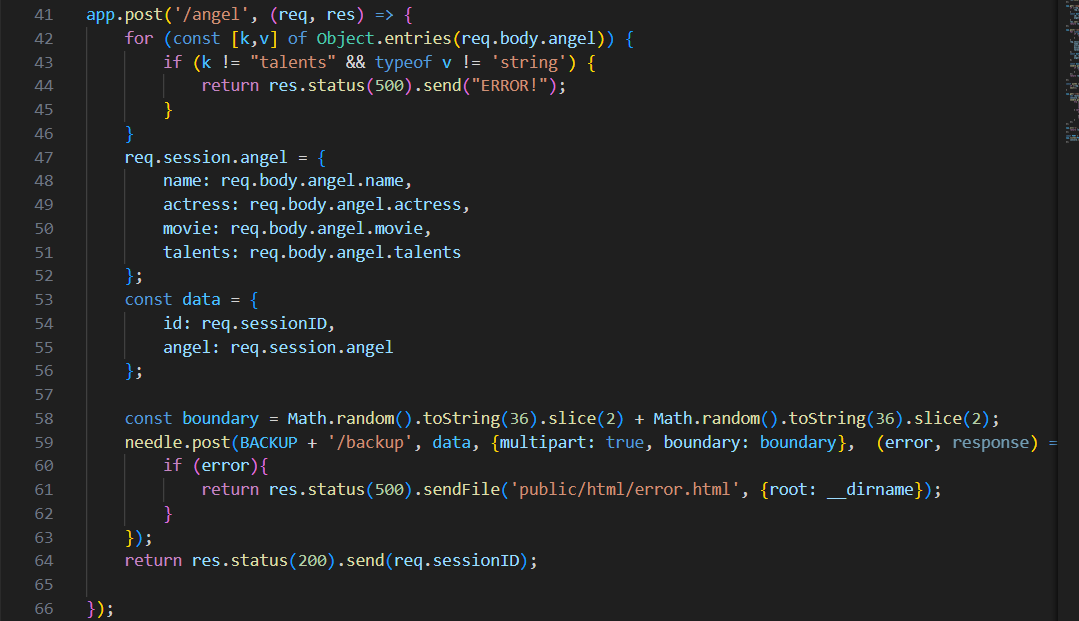 41 app.post('/angel', (req, res) => {
42     for (const [k,v] of Object.entries(req.body.angel)) {
43         if (k != "talents" && typeof v != 'string') {
44             return res.status(500).send("ERROR!");
45         }
46     }
47     req.session.angel = {
48         name: req.body.angel.name,
49         actress: req.body.angel.actress,
50         movie: req.body.angel.movie,
51         talents: req.body.angel.talents
52     };
53     const data = {
54         id: req.sessionID,
55         angel: req.session.angel
56     };
57
58     const boundary = Math.random().toString(36).slice(2) + Math.random().toString(36).slice(2);
59     needle.post(BACKUP + '/backup', data, {multipart: true, boundary: boundary},  (error, response) =
60         if (error){
61             return res.status(500).sendFile('public/html/error.html', {root: __dirname});
62         }
63     });
64     return res.status(200).send(req.sessionID);
65
66 });